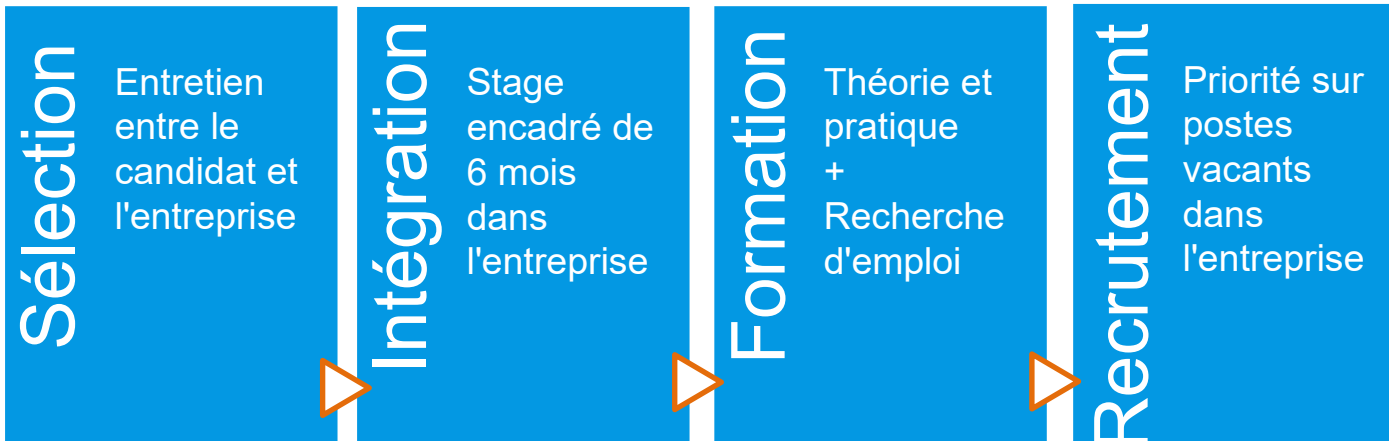 Sélection
Entretien
entre le
candidat et
l'entreprise
Intégration
Stage
encadré de
6 mois
dans
l'entreprise
Formation
Théorie et
pratique
+
Recherche
d'emploi
Recrutement
Priorité sur
postes
vacants
dans
l'entreprise